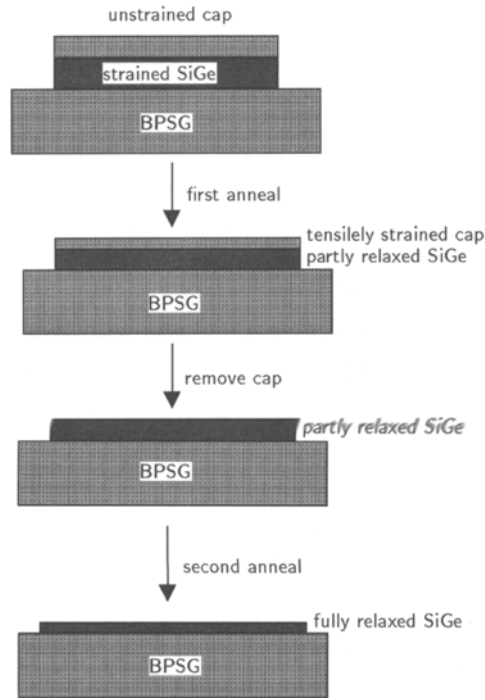 unstrained cap
strained SiGe
BPSG
first anneal
tensilely strained cap
partly relaxed SiGe
BPSG
remove cap
partly relaxed SiGe
BPSG
second anneal
fully relaxed SiGe
BPSG